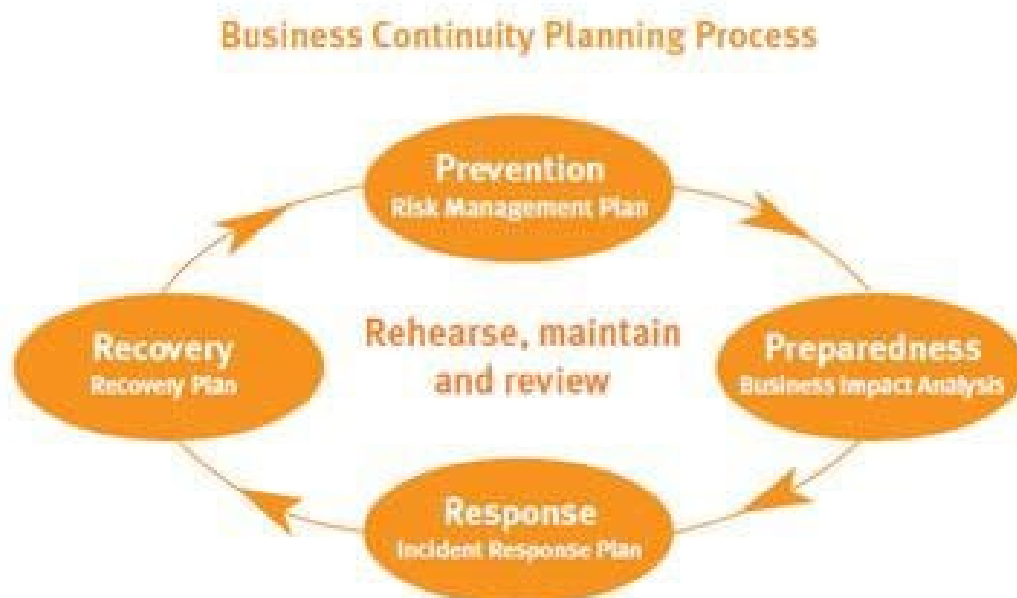 Business Continuity Planning Process
Prevention
Risk Management Plan
Rehearse, maintain
and review
Recovery
Recovery Plan
Preparedness
Business Impact Analysis
Response
Incident Response Plan